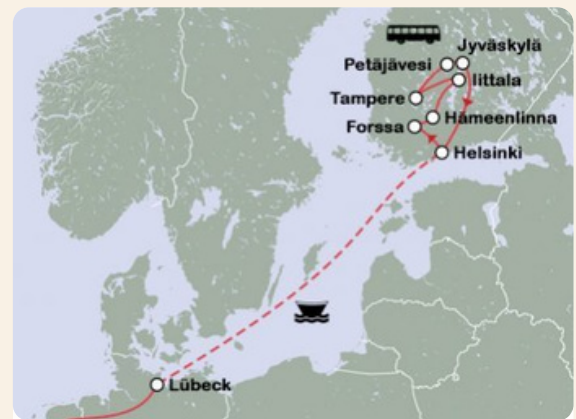 Jyväskylä
Petäjävesi
Iittala
Tampere
Hämeenlinna
Forssa
Helsinki
Lübeck